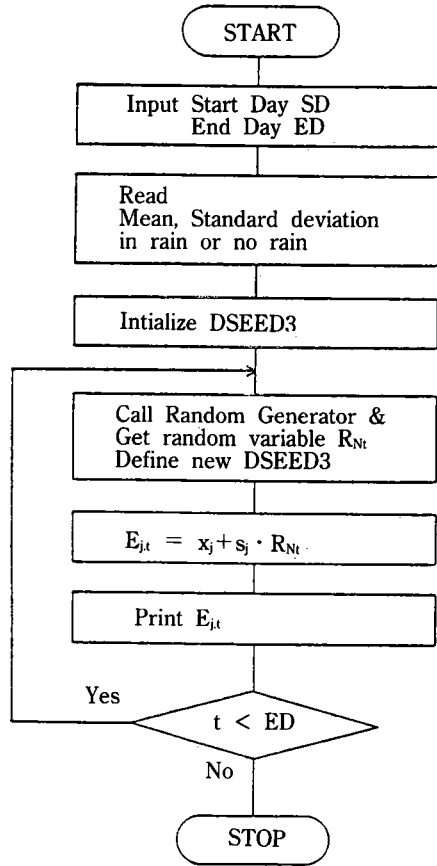 START
Input Start Day SD
End Day ED
Read
Mean, Standard deviation
in rain or no rain
Intialize DSEED3
Call Random Generator &
Get random variable R_Nt
Define new DSEED3
E_j,t = x_j + s_j · R_Nt
Print E_j,t
Yes
t < ED
No
STOP